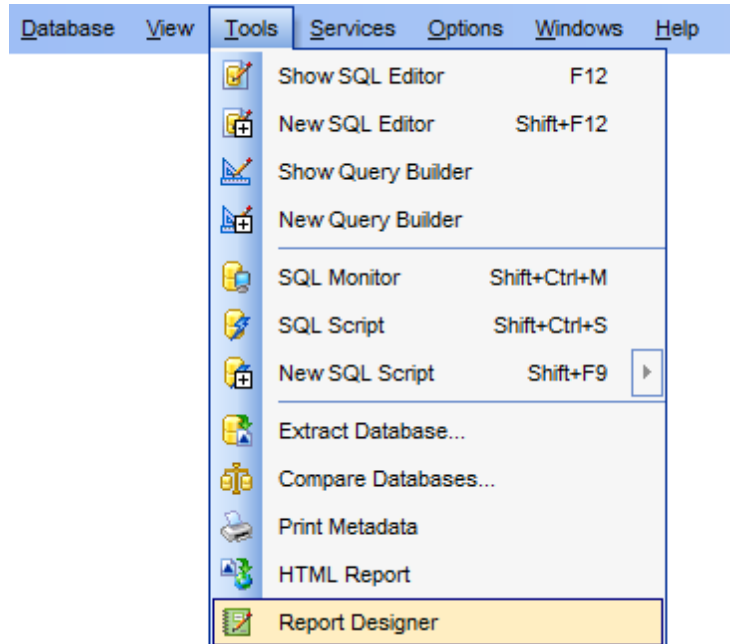 Database View Tools Services Options Windows Help
Show SQL Editor F12
New SQL Editor Shift+F12
Show Query Builder
New Query Builder
SQL Monitor Shift+Ctrl+M
SQL Script Shift+Ctrl+S
New SQL Script Shift+F9
Extract Database...
Compare Databases...
Print Metadata
HTML Report
Report Designer